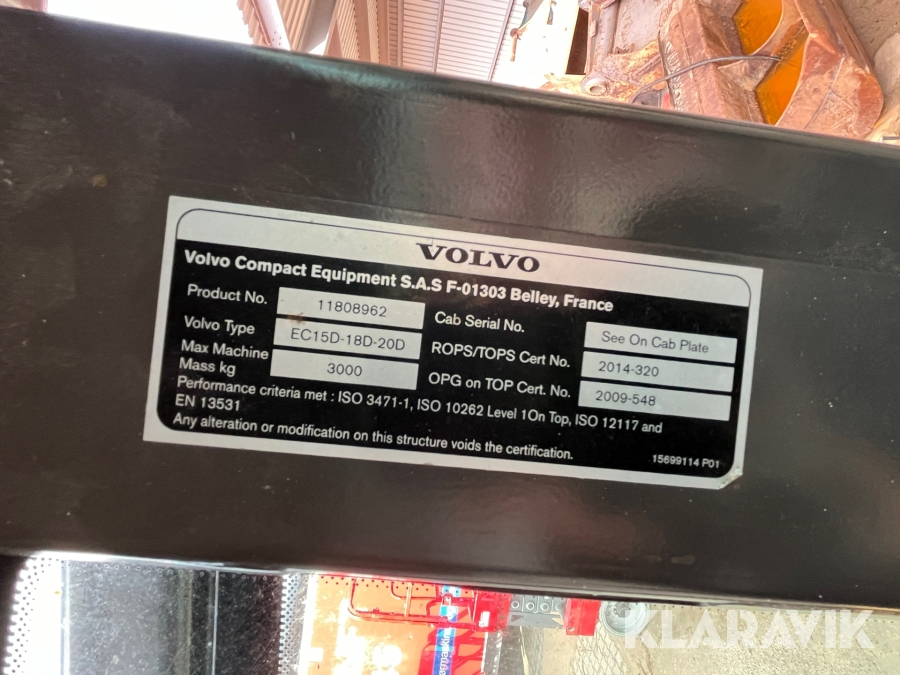 VOLVO
Volvo Compact Equipment S.A.S F-01303 Belley, France
Product No. 11808962
Volvo Type EC15D-18D-20D
Max Machine Mass kg 3000
Cab Serial No. See On Cab Plate
ROPS/TOPS Cert No. 2014-320
OPG on TOP Cert. No. 2009-548
Performance criteria met : ISO 3471-1, ISO 10262 Level 1On Top, ISO 12117 and
EN 13531
Any alteration or modification on this structure voids the certification.
15699114 P01
KLARAVIK